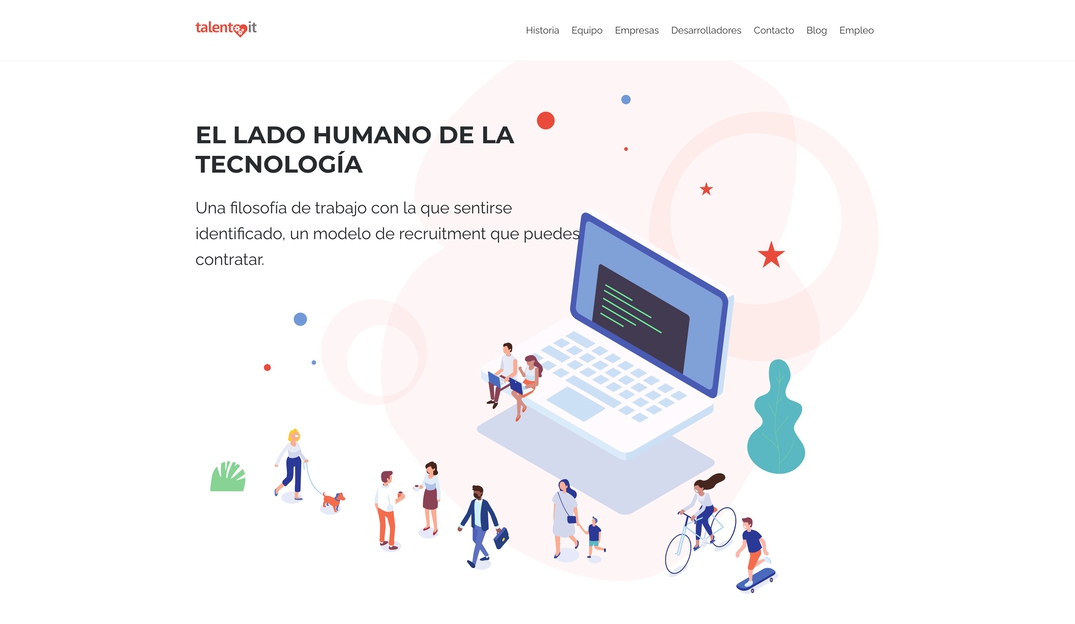 talentoit
Historia Equipo Empresas Desarrolladores Contacto Blog Empleo
EL LADO HUMANO DE LA
TECNOLOGÍA
Una filosofía de trabajo con la que sentirse
identificado, un modelo de recruitment que puedes
contratar.